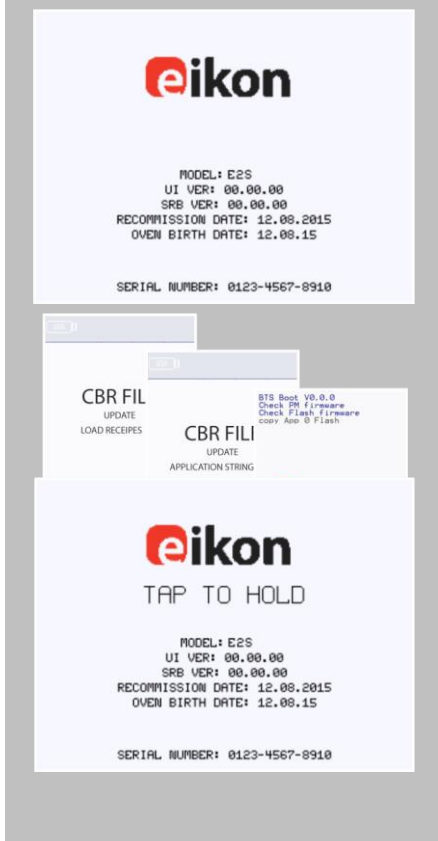 eikon
MODEL: E2S
UI VER: 00.00.00
SRB VER: 00.00.00
RECOMMISSION DATE: 12.08.2015
OVEN BIRTH DATE: 12.08.15
SERIAL NUMBER: 0123-4567-8910
CBR FIL
UPDATE
LOAD RECEIPES
CBR FILI
UPDATE
APPLICATION STRING
BTS Boot V0.0.0
Check PM firmware
Check Flash firmware
copy App 0 Flash
eikon
TAP TO HOLD
MODEL: E2S
UI VER: 00.00.00
SRB VER: 00.00.00
RECOMMISSION DATE: 12.08.2015
OVEN BIRTH DATE: 12.08.15
SERIAL NUMBER: 0123-4567-8910